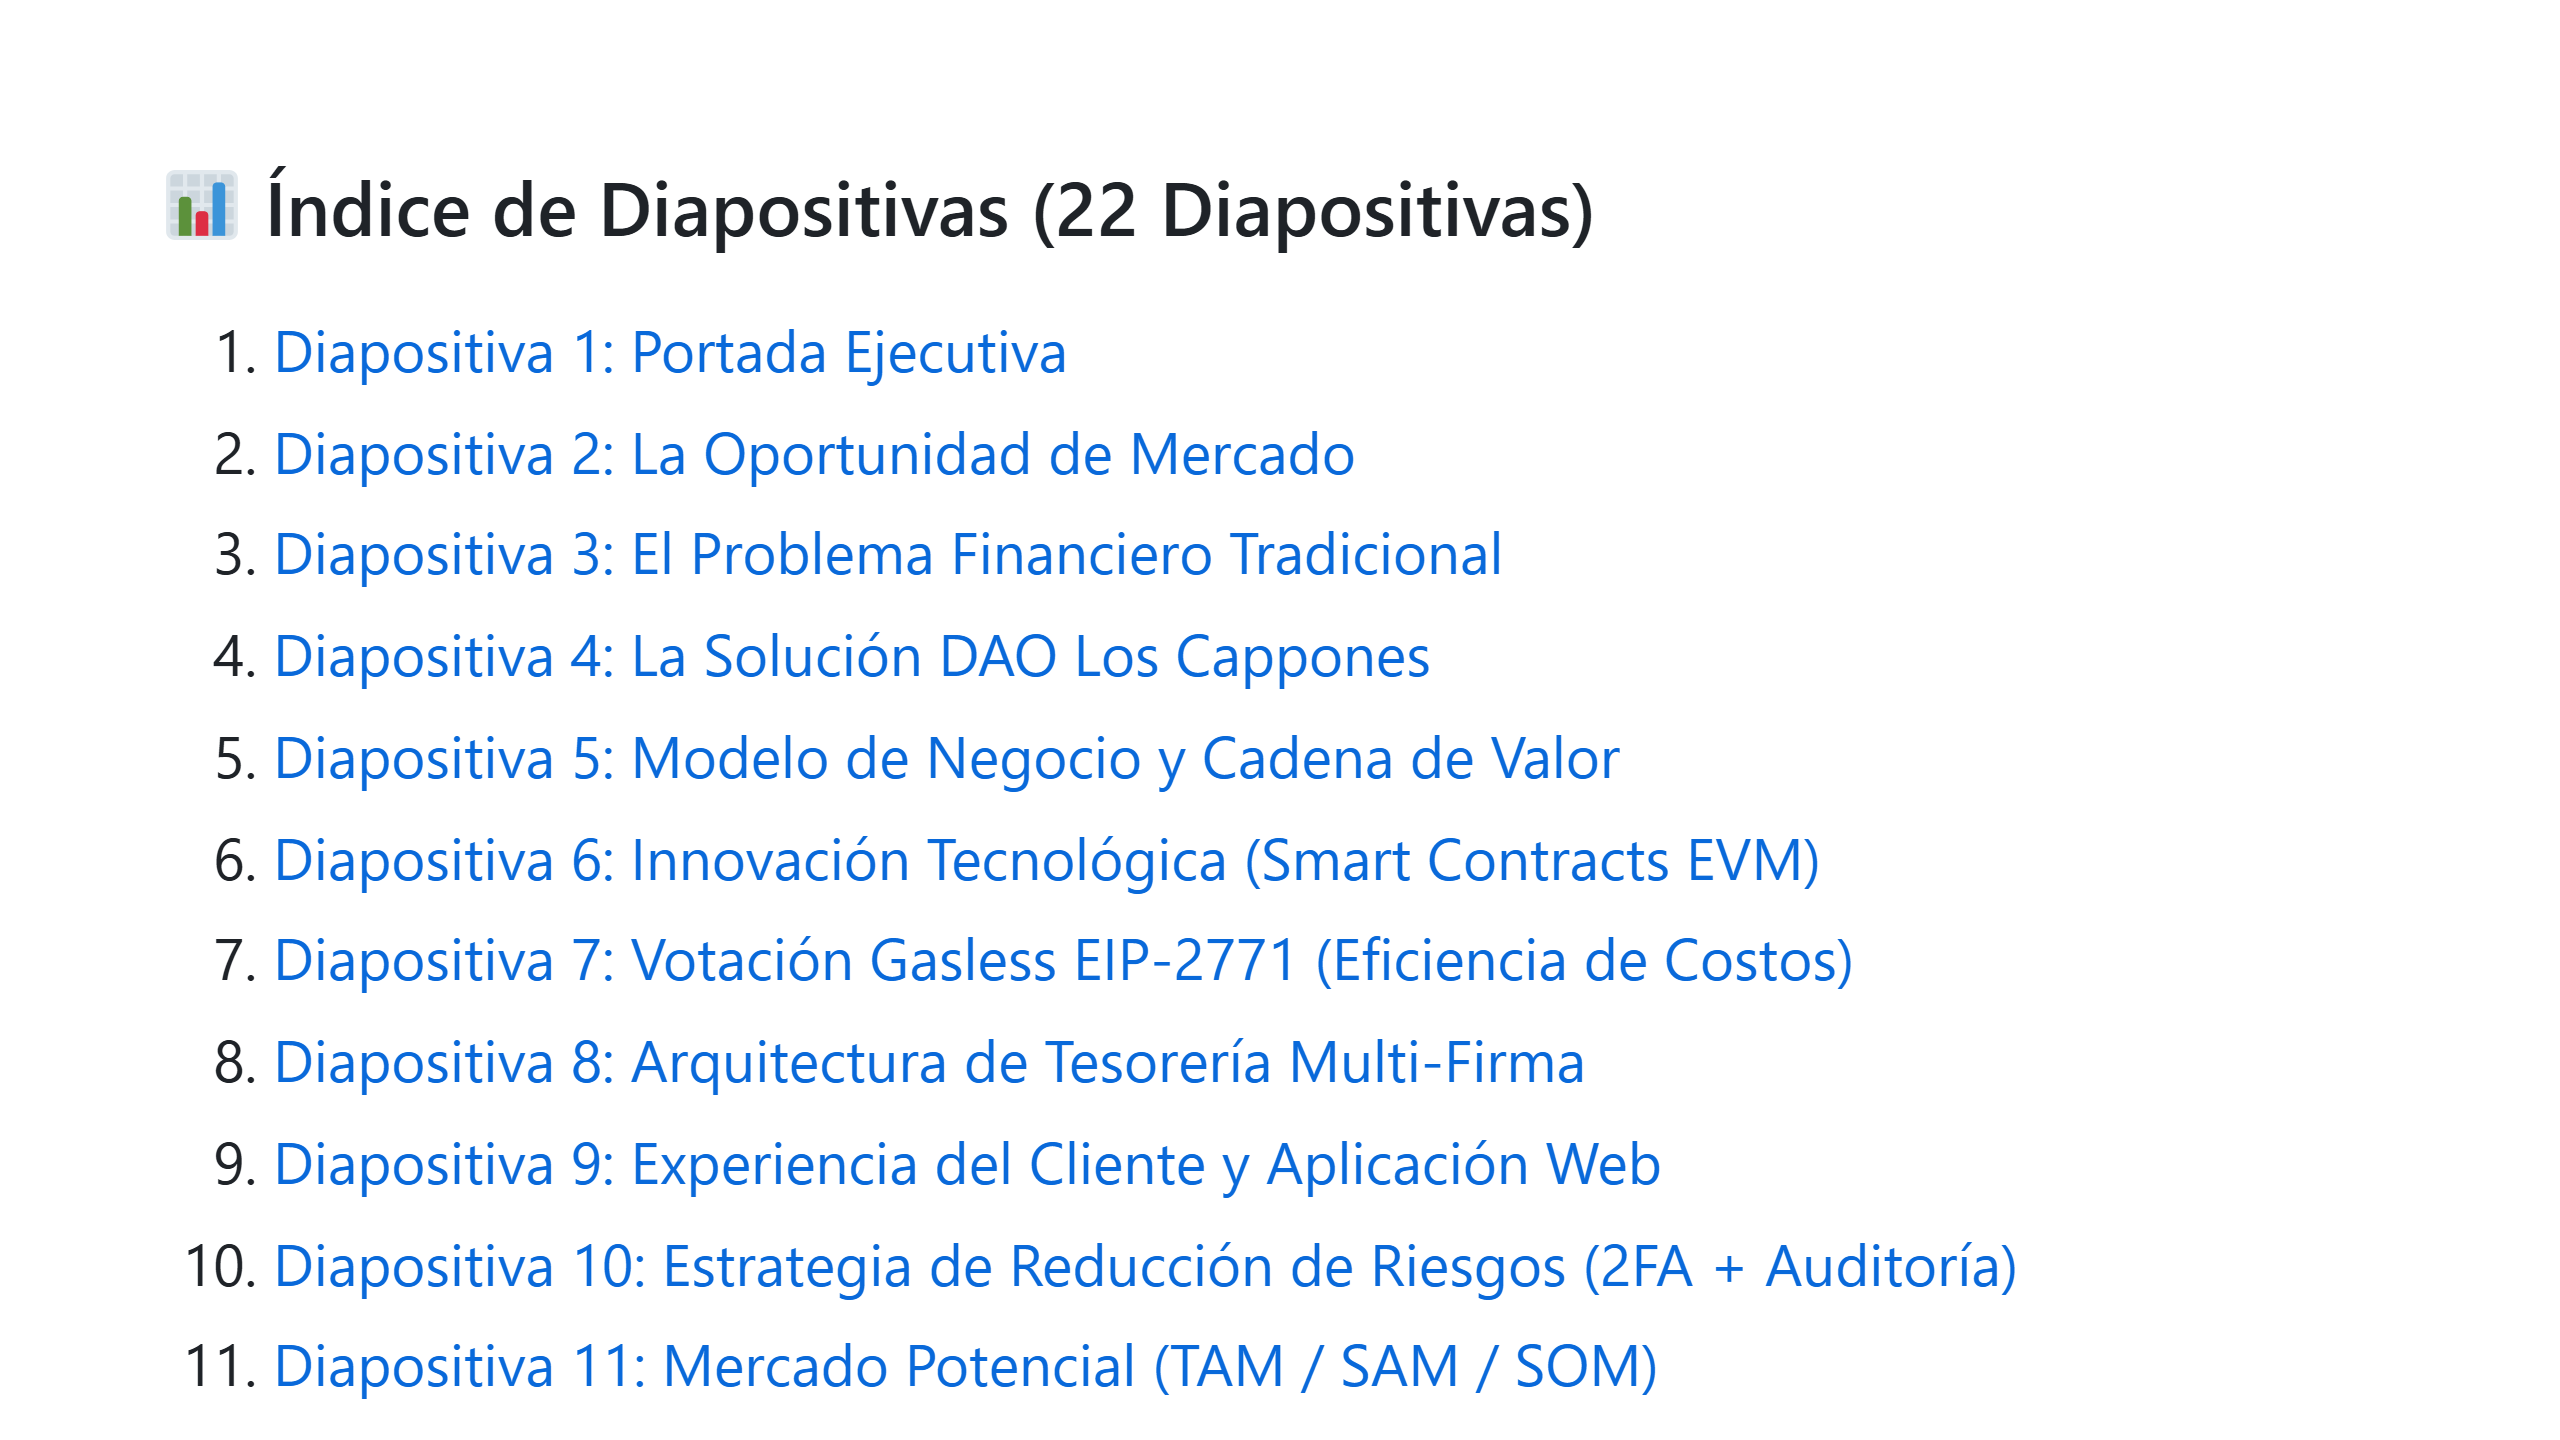 Índice de Diapositivas (22 Diapositivas)
1. Diapositiva 1: Portada Ejecutiva
2. Diapositiva 2: La Oportunidad de Mercado
3. Diapositiva 3: El Problema Financiero Tradicional
4. Diapositiva 4: La Solución DAO Los Cappones
5. Diapositiva 5: Modelo de Negocio y Cadena de Valor
6. Diapositiva 6: Innovación Tecnológica (Smart Contracts EVM)
7. Diapositiva 7: Votación Gasless EIP-2771 (Eficiencia de Costos)
8. Diapositiva 8: Arquitectura de Tesorería Multi-Firma
9. Diapositiva 9: Experiencia del Cliente y Aplicación Web
10. Diapositiva 10: Estrategia de Reducción de Riesgos (2FA + Auditoría)
11. Diapositiva 11: Mercado Potencial (TAM / SAM / SOM)